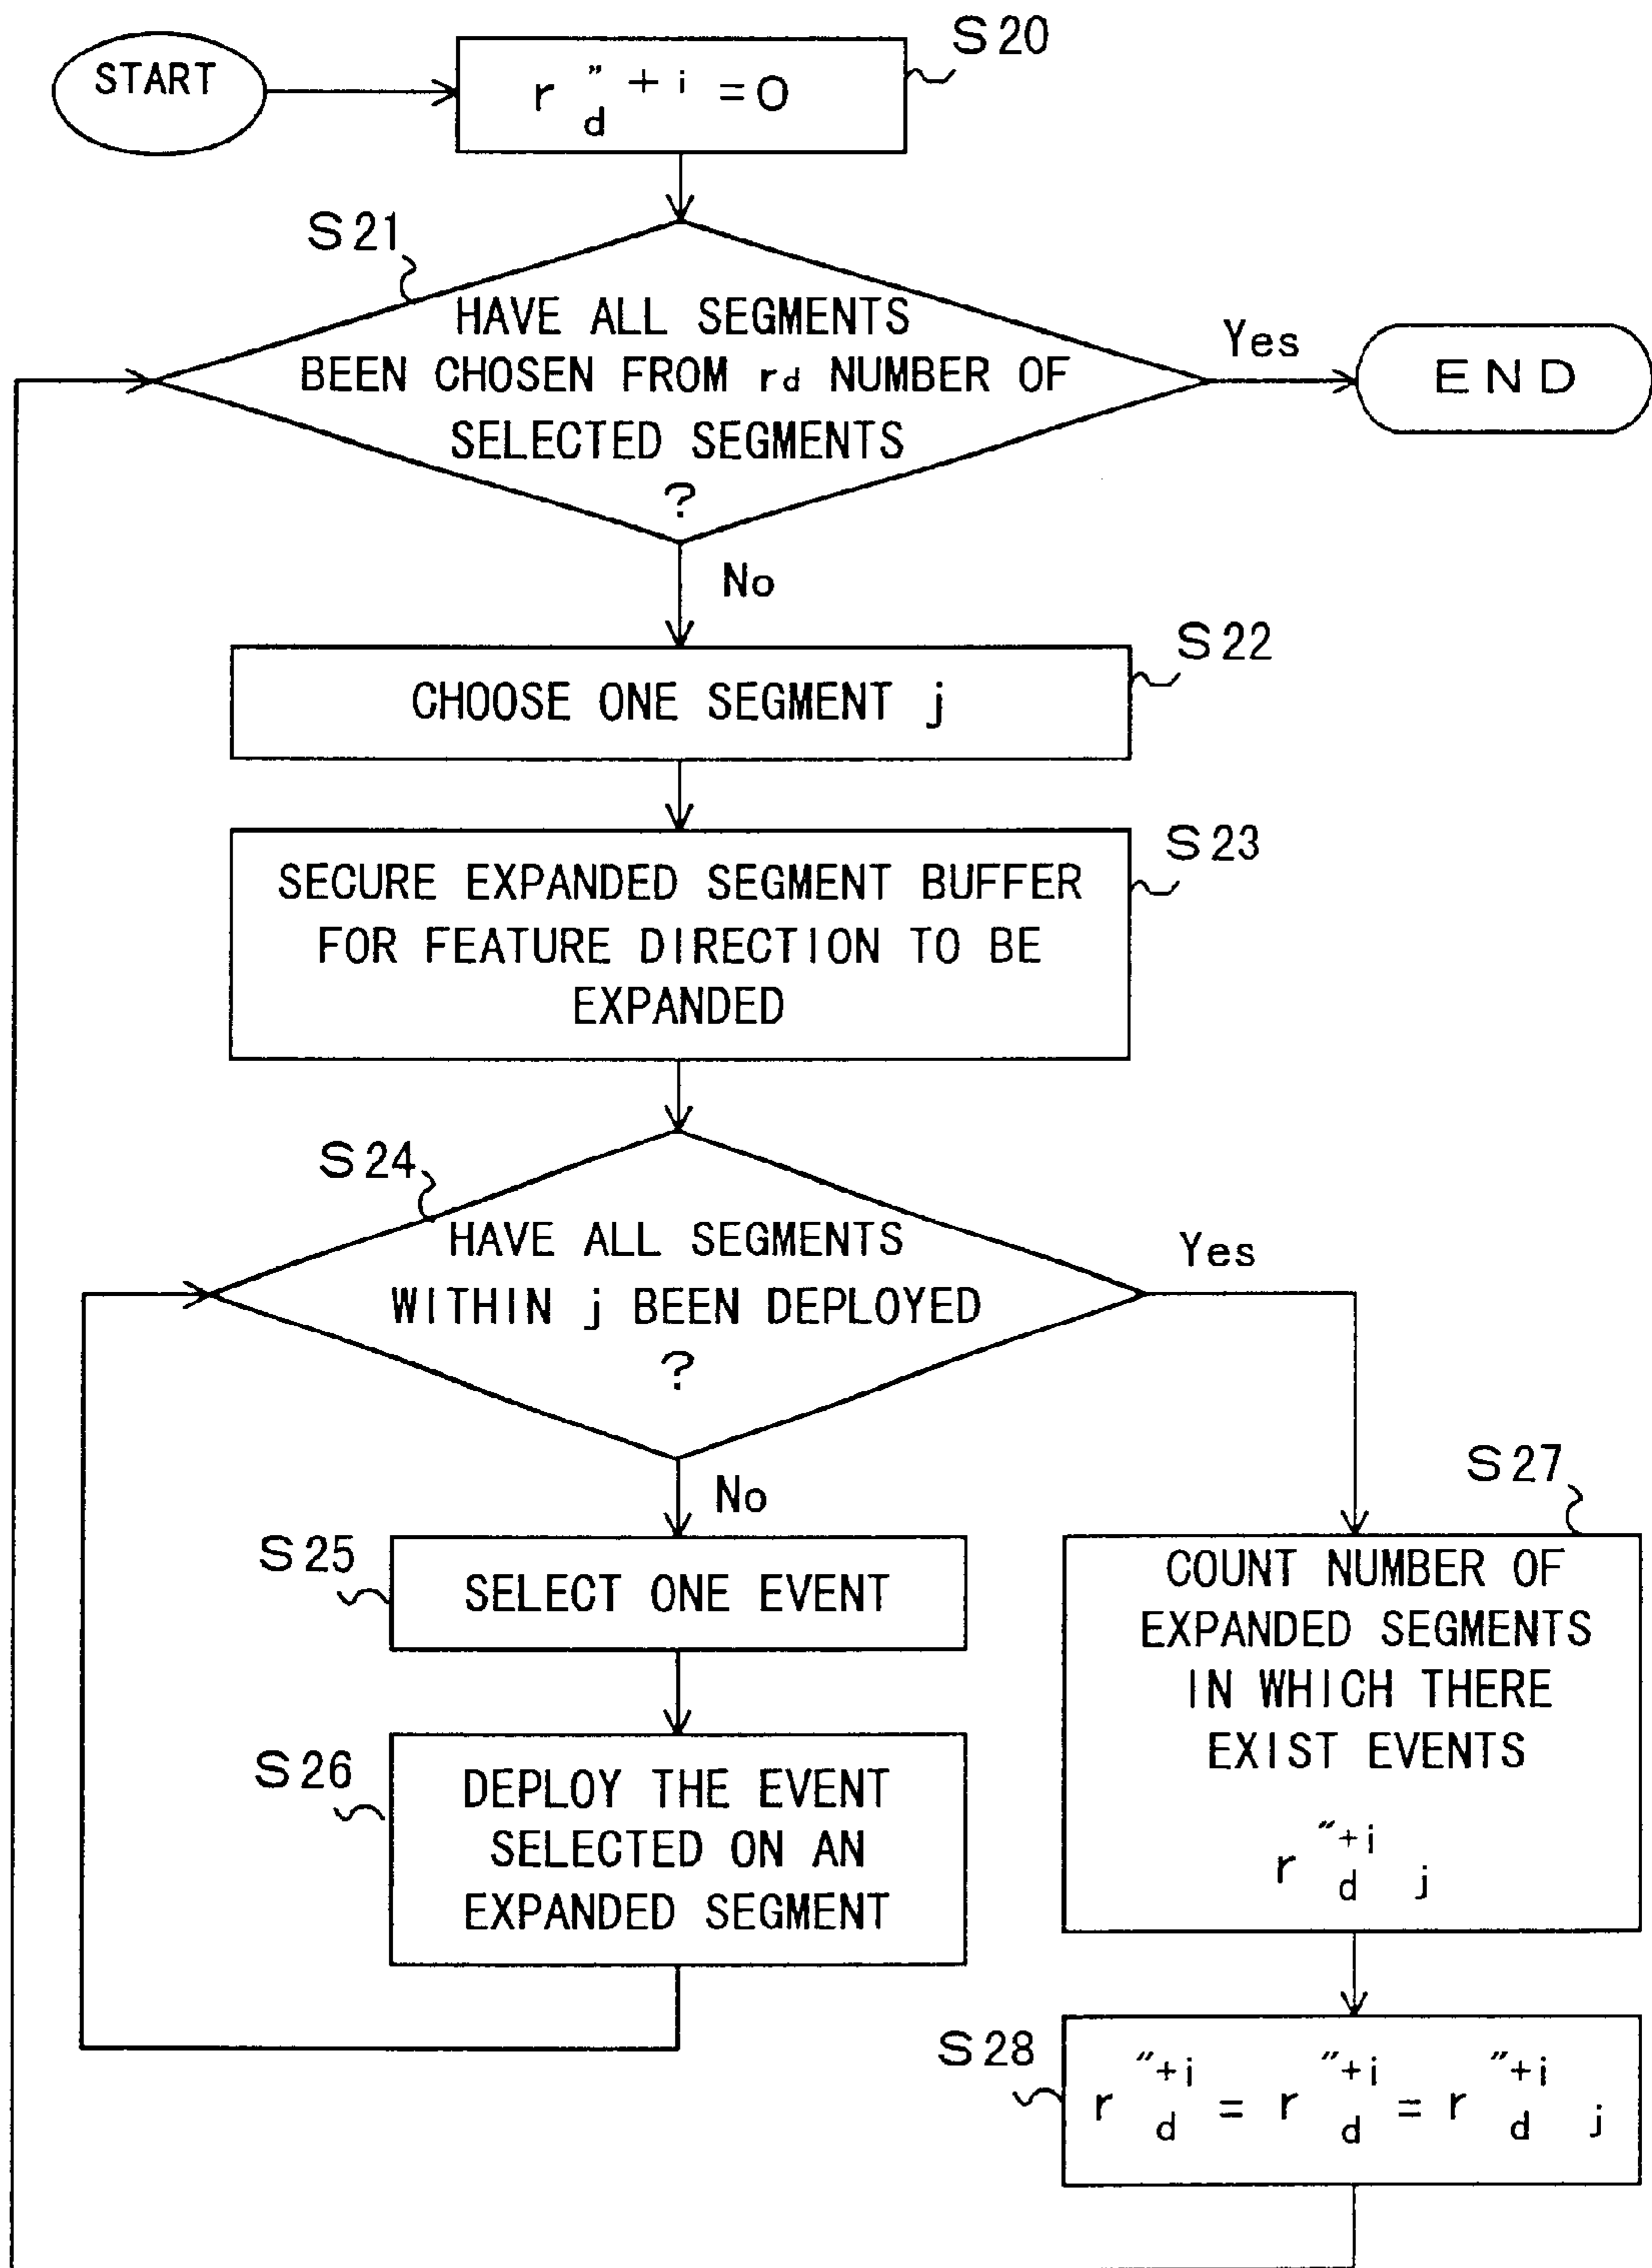 START
S20
r d ″+i =0
S21
HAVE ALL SEGMENTS
BEEN CHOSEN FROM rd NUMBER OF
SELECTED SEGMENTS
?
Yes
END
No
S22
CHOOSE ONE SEGMENT j
S23
SECURE EXPANDED SEGMENT BUFFER
FOR FEATURE DIRECTION TO BE
EXPANDED
S24
HAVE ALL SEGMENTS
WITHIN j BEEN DEPLOYED
?
Yes
No
S25
SELECT ONE EVENT
S26
DEPLOY THE EVENT
SELECTED ON AN
EXPANDED SEGMENT
S27
COUNT NUMBER OF
EXPANDED SEGMENTS
IN WHICH THERE
EXIST EVENTS
r d ″+i j
S28
r d ″+i = r d ″+i = r d ″+i j